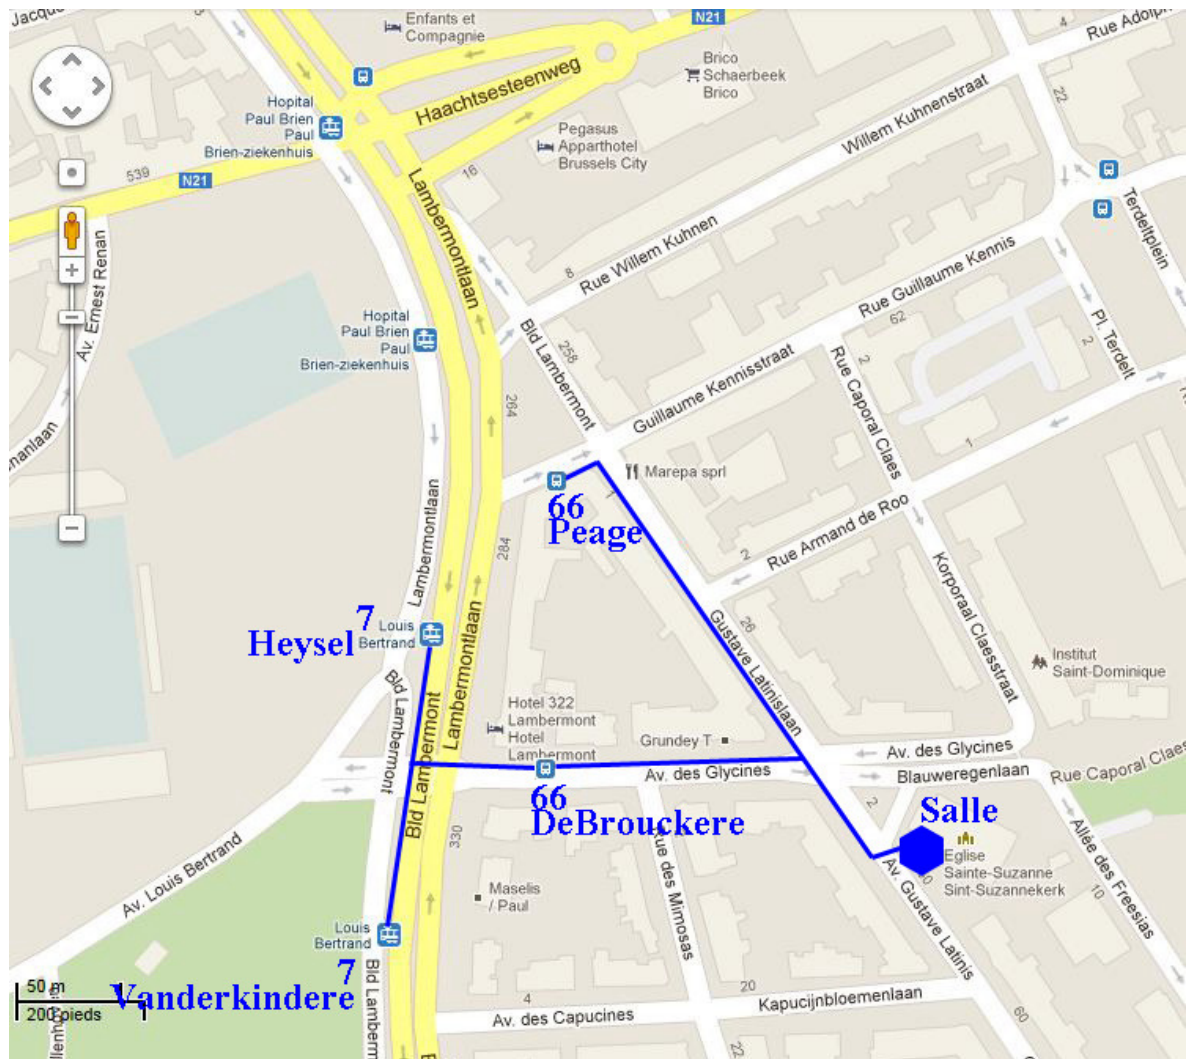 Jacques
Enfants et
Compagnie
N21
Rue Adolph
4
Brico
Schaerbeek
Brico
Haachtsesteenweg
22
Hopital
Paul Brien
Paul
Brien-ziekenhuis
Pegasus
Apparthotel
Brussels City
Willem Kuhnenstraat
539
N21
16
Lambermontlaan
Terdeltplein
Av. Ernest Renan
8
Rue Willem Kuhnen
Rue Guillaume Kennis
Hopital
Paul Brien
Paul
Brien-ziekenhuis
Bld Lambermont
258
62
Pl. Terdelt
2
264
Guillaume Kennisstraat
Rue Caporal Claes
2
manlaan
Marepa sprl
1
66
Peage
Lambermontlaan
284
Rue Armand de Roo
2
Korporaal Claesstraat
7
Heysel
Louis
Bertrand
Lambermontlaan
Gustave Latinislaan
26
Institut
Saint-Dominique
Bld Lambermont
Bld Lambermont
Hotel 322
Lambermont
Hotel
Lambermont
Grundey T
Av. des Glycines
Av. des Glycines
Blauweregenlaan
Rue Caporal Claes
66
DeBrouckere
2
Salle
330
Rue des Mimosas
Eglise
Sainte-Suzanne
Sint-Suzannekerk
Allée des Freesias
10
Av. Louis Bertrand
Maselis
/ Paul
Av. Gustave Latinis
Louis
Bertrand
7
Vanderkindere
50 m
200 pieds
Bld Lamberm
4
20
Kapucijnbloemenlaan
Av. des Capucines
60
22